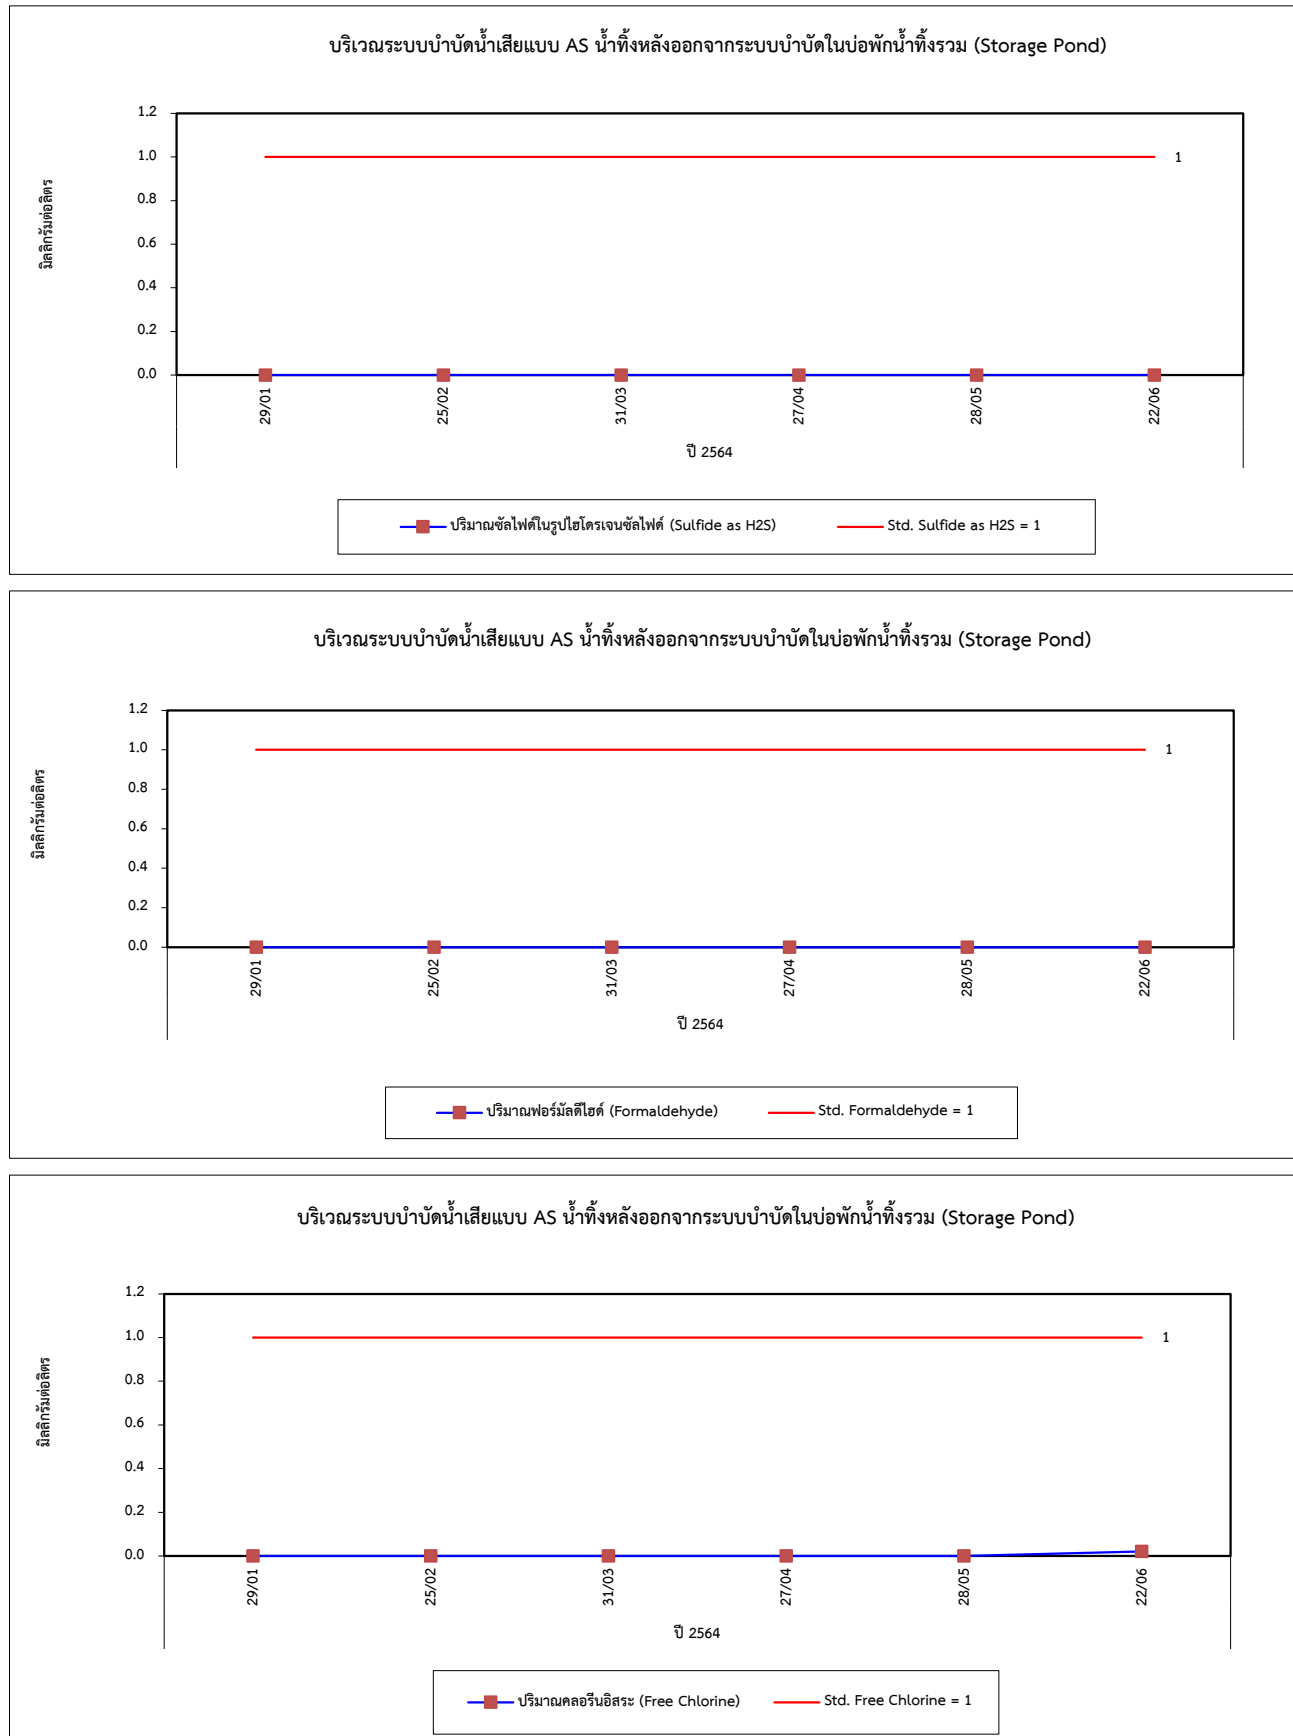 บริเวณระบบบำบัดน้ำเสียแบบ AS น้ำทิ้งหลังออกจากระบบบำบัดในบ่อพักน้ำทิ้งรวม (Storage Pond)
มิลลิกรัมต่อลิตร
1.2
1.0
0.8
0.6
0.4
0.2
0.0
1
29/01
25/02
31/03
27/04
28/05
22/06
ปี 2564
ปริมาณซัลไฟด์ในรูปไฮโดรเจนซัลไฟด์ (Sulfide as H2S)
Std. Sulfide as H2S = 1
บริเวณระบบบำบัดน้ำเสียแบบ AS น้ำทิ้งหลังออกจากระบบบำบัดในบ่อพักน้ำทิ้งรวม (Storage Pond)
มิลลิกรัมต่อลิตร
1.2
1.0
0.8
0.6
0.4
0.2
0.0
1
29/01
25/02
31/03
27/04
28/05
22/06
ปี 2564
ปริมาณฟอร์มัลดีไฮด์ (Formaldehyde)
Std. Formaldehyde = 1
บริเวณระบบบำบัดน้ำเสียแบบ AS น้ำทิ้งหลังออกจากระบบบำบัดในบ่อพักน้ำทิ้งรวม (Storage Pond)
มิลลิกรัมต่อลิตร
1.2
1.0
0.8
0.6
0.4
0.2
0.0
1
29/01
25/02
31/03
27/04
28/05
22/06
ปี 2564
ปริมาณคลอรีนอิสระ (Free Chlorine)
Std. Free Chlorine = 1